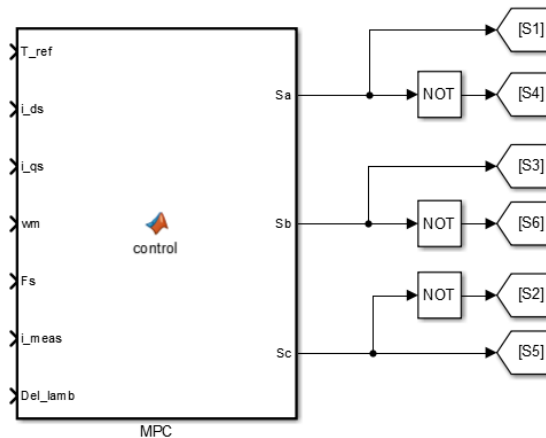 T_ref
i_ds
i_qs
wm
Fs
i_meas
Del_lamb
control
MPC
Sa
Sb
Sc
NOT
NOT
NOT
[S1]
[S4]
[S3]
[S6]
[S2]
[S5]